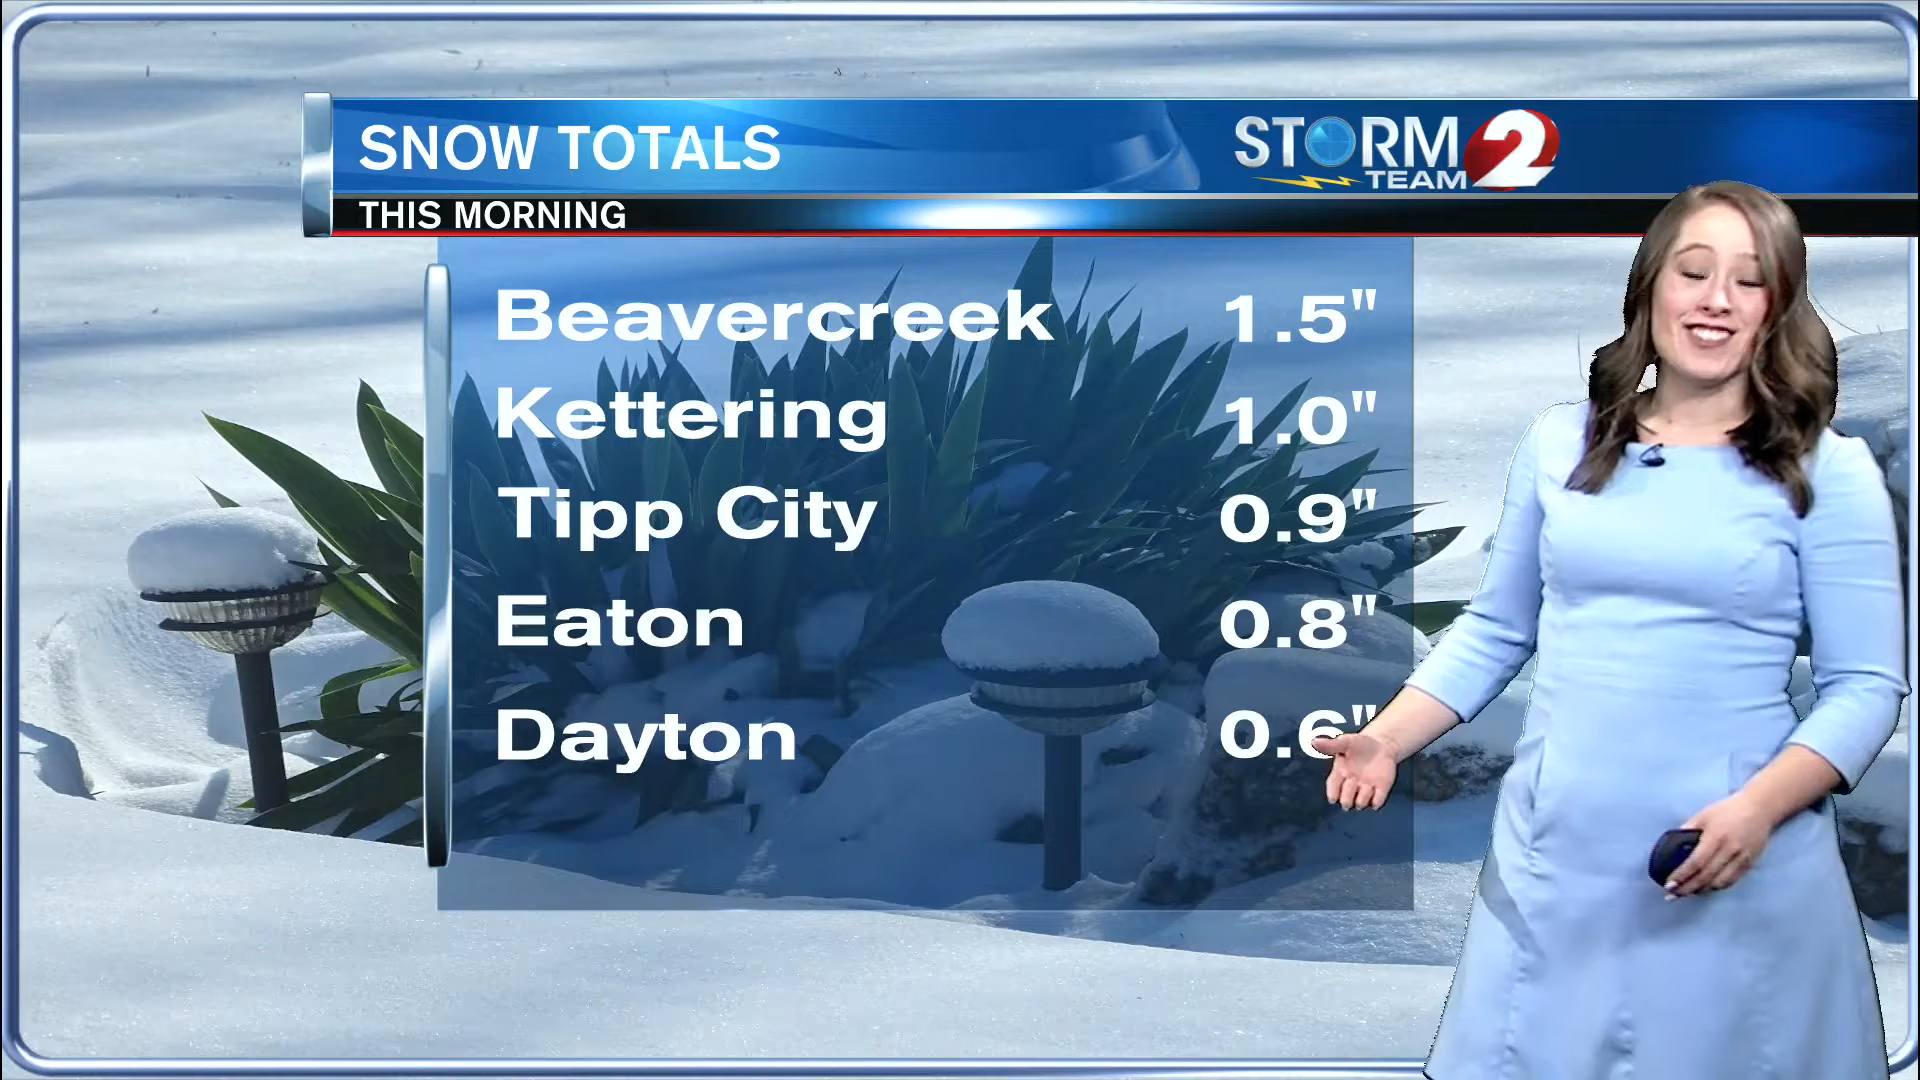 SNOW TOTALS
STORM TEAM 2
THIS MORNING
Beavercreek 1.5"
Kettering 1.0"
Tipp City 0.9"
Eaton 0.8"
Dayton 0.6"